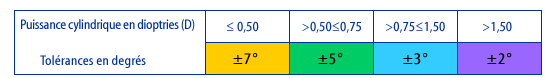 Puissance cylindrique en dioptries (D) ≤ 0,50 >0,50≤0,75 >0,75≤1,50 >1,50
Tolérances en degrés ±7° ±5° ±3° ±2°